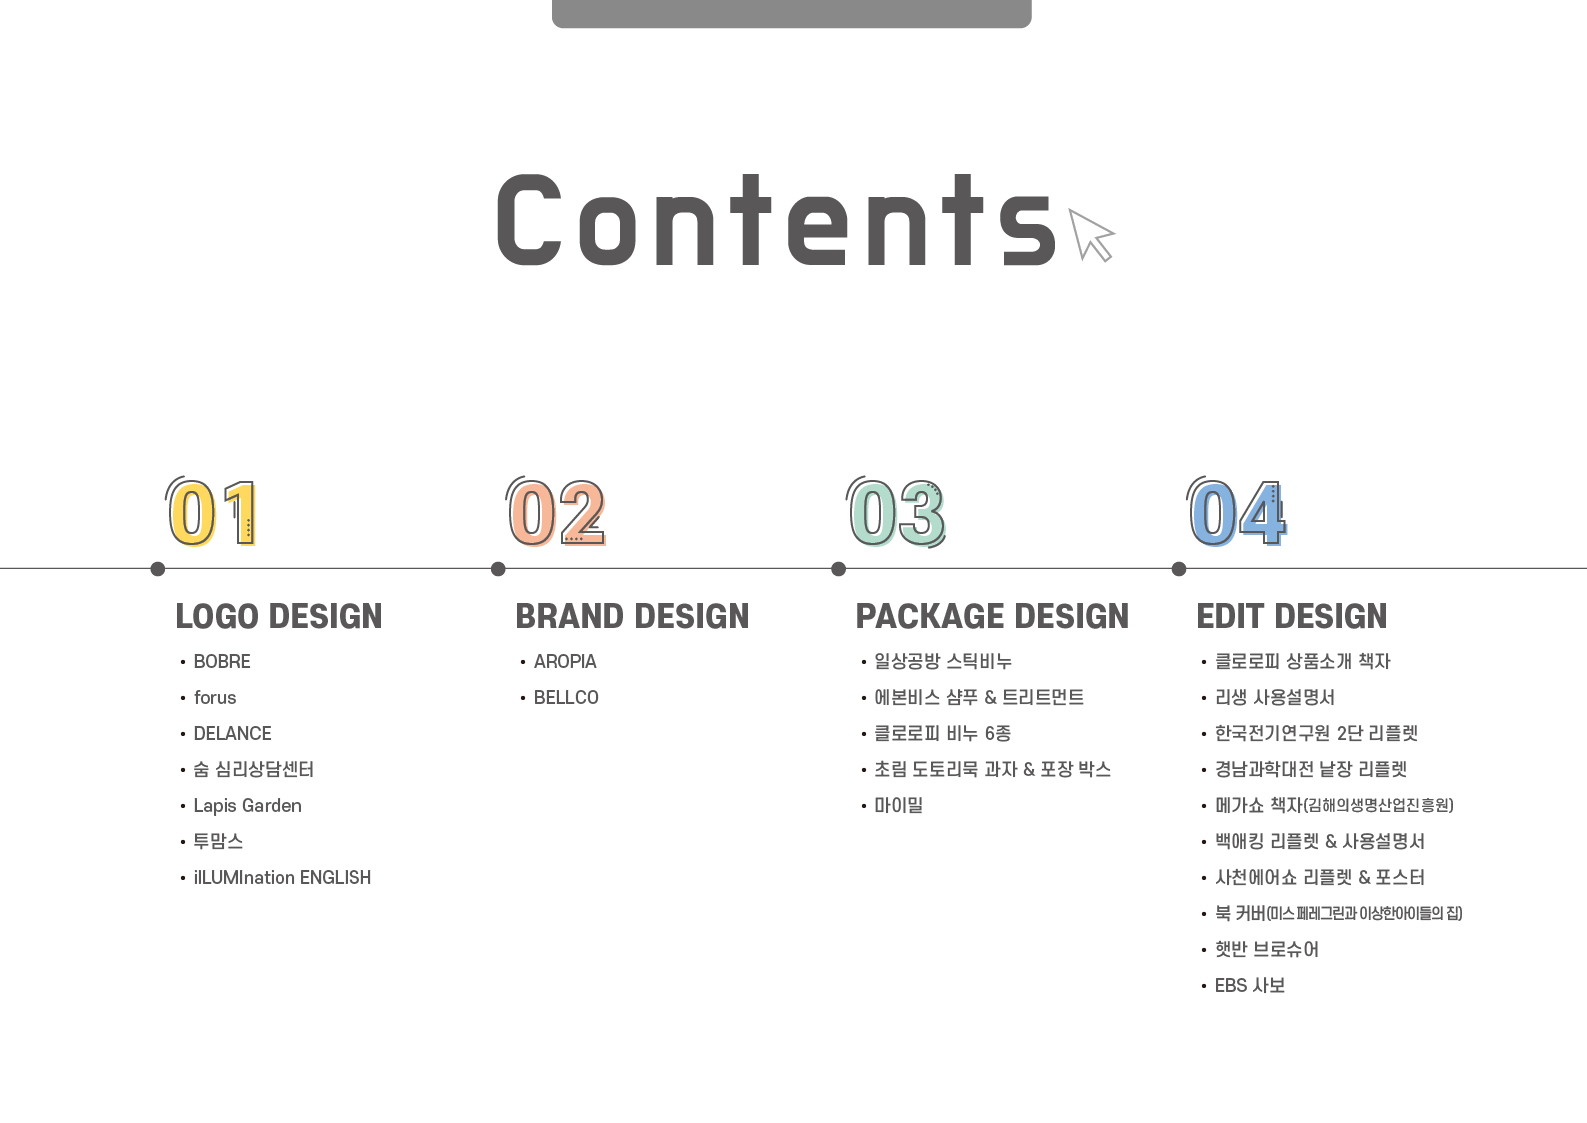 Contents
01
LOGO DESIGN
• BOBRE
• forus
• DELANCE
• 숨 심리상담센터
• Lapis Garden
• 투맘스
• iILUMInation ENGLISH
02
BRAND DESIGN
• AROPIA
• BELLCO
03
PACKAGE DESIGN
• 일상공방 스틱비누
• 에본비스 샴푸 & 트리트먼트
• 클로로피 비누 6종
• 초림 도토리묵 과자 & 포장 박스
• 마이밀
04
EDIT DESIGN
• 클로로피 상품소개 책자
• 리생 사용설명서
• 한국전기연구원 2단 리플렛
• 경남과학대전 낱장 리플렛
• 메가쇼 책자(김해의생명산업진흥원)
• 백애킹 리플렛 & 사용설명서
• 사천에어쇼 리플렛 & 포스터
• 북 커버(미스 페레그린과 이상한아이들의 집)
• 햇반 브로슈어
• EBS 사보